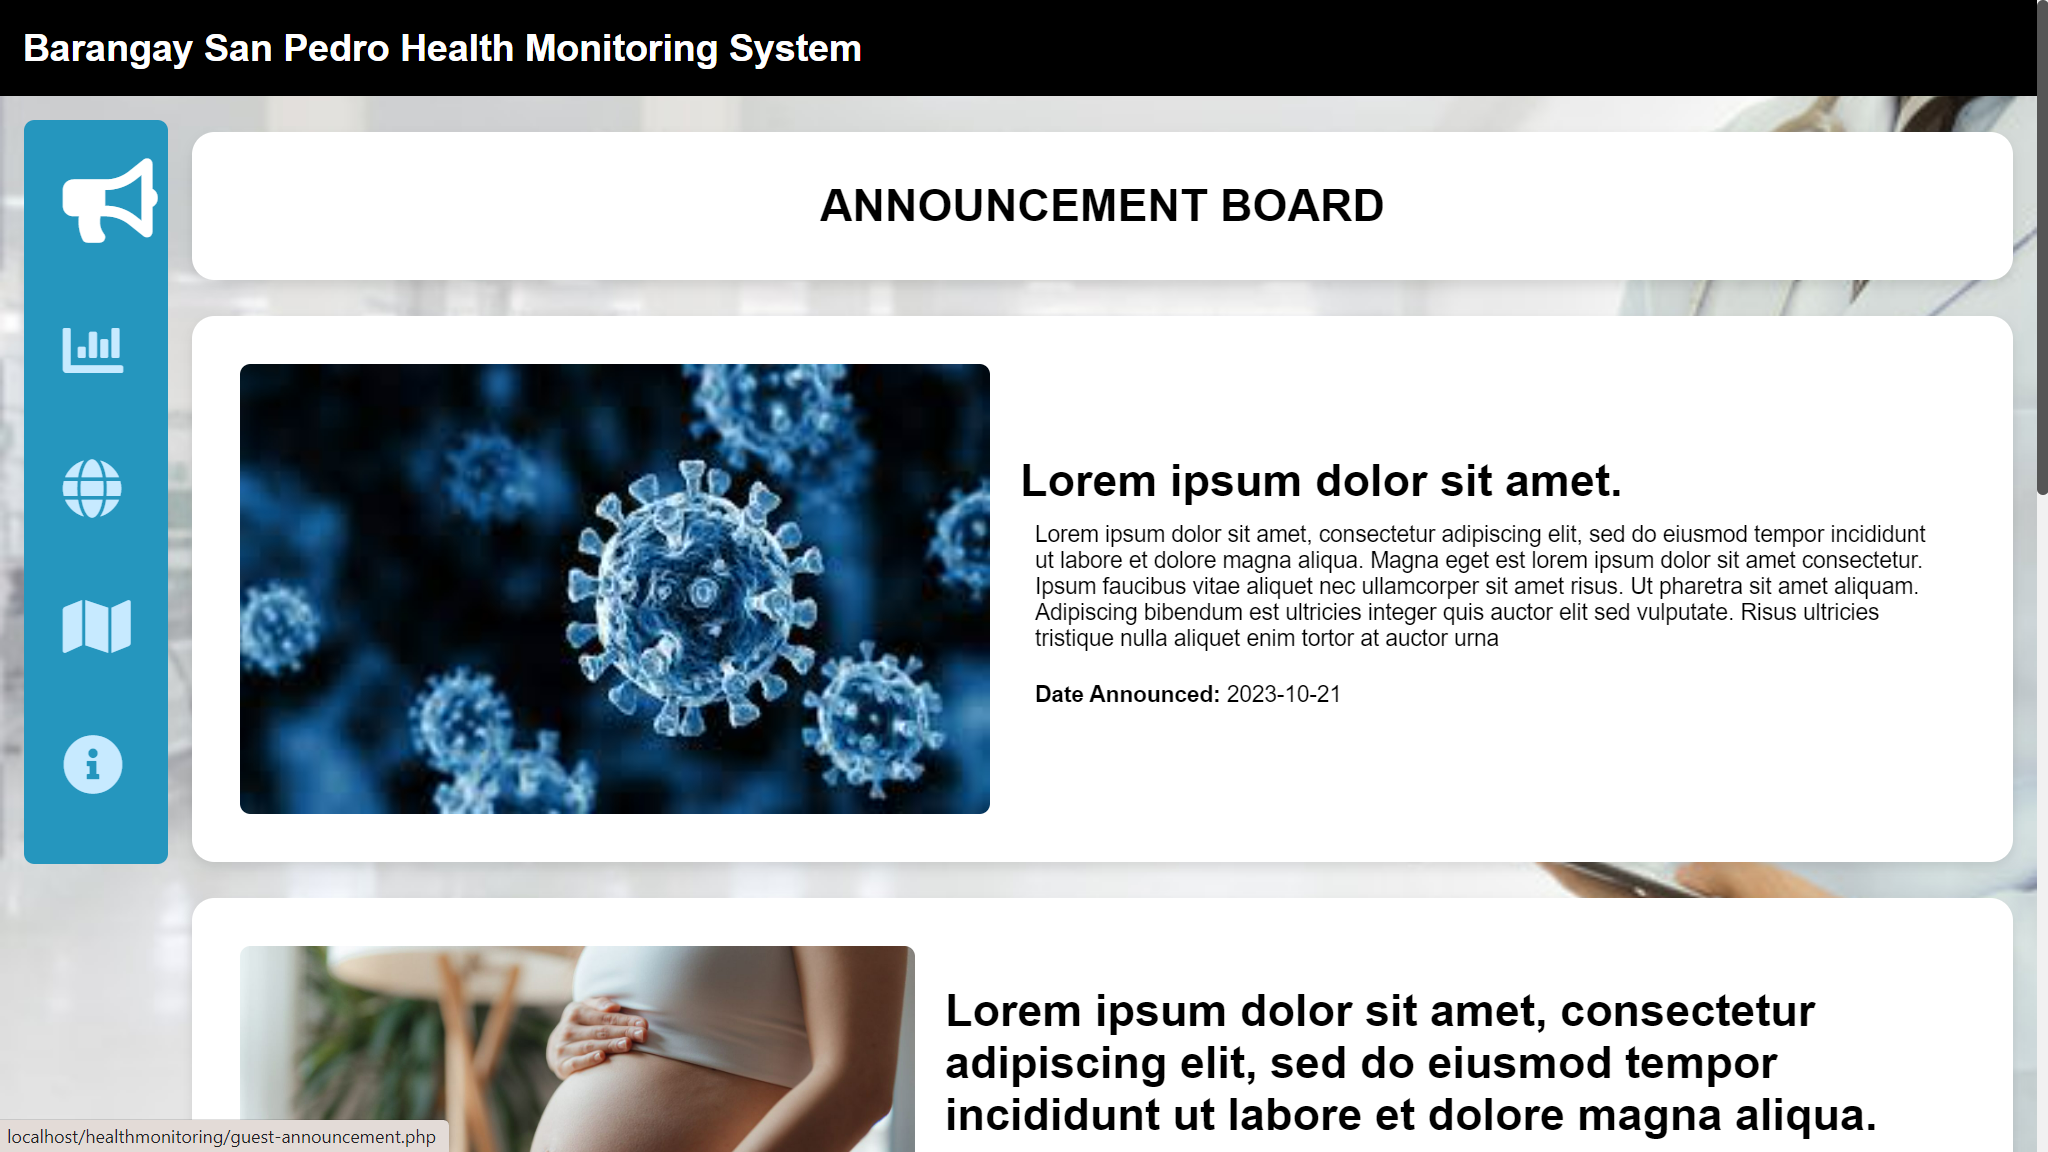 Barangay San Pedro Health Monitoring System
ANNOUNCEMENT BOARD
Lorem ipsum dolor sit amet.
Lorem ipsum dolor sit amet, consectetur adipiscing elit, sed do eiusmod tempor incididunt
ut labore et dolore magna aliqua. Magna eget est lorem ipsum dolor sit amet consectetur.
Ipsum faucibus vitae aliquet nec ullamcorper sit amet risus. Ut pharetra sit amet aliquam.
Adipiscing bibendum est ultricies integer quis auctor elit sed vulputate. Risus ultricies
tristique nulla aliquet enim tortor at auctor urna
Date Announced: 2023-10-21
Lorem ipsum dolor sit amet, consectetur
adipiscing elit, sed do eiusmod tempor
incididunt ut labore et dolore magna aliqua.
localhost/healthmonitoring/guest-announcement.php